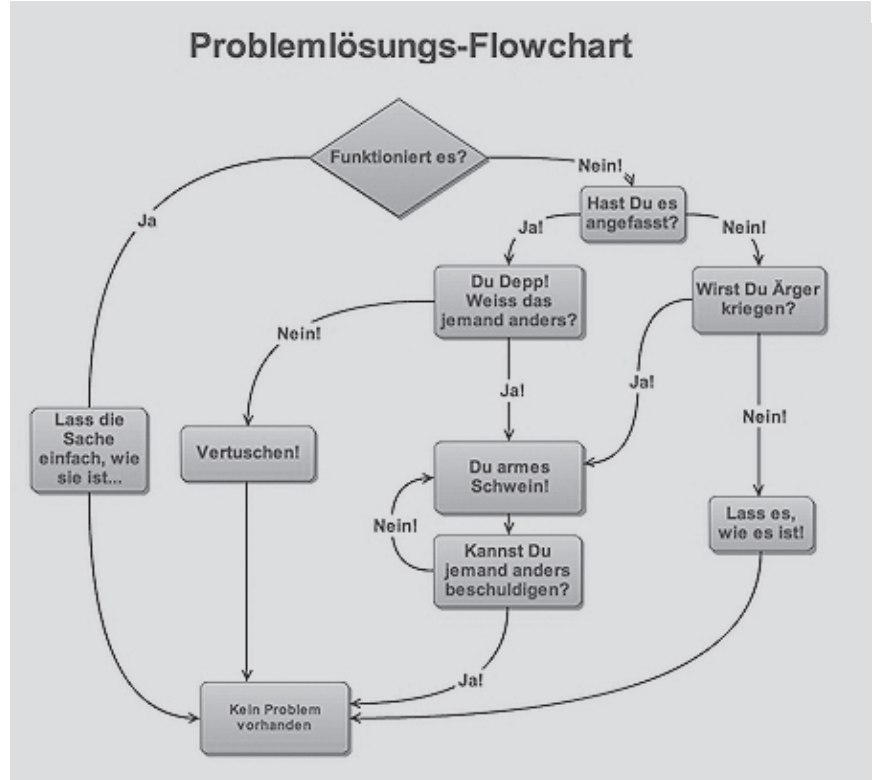 Problemlösungs-Flowchart
Funktioniert es?
Nein!
Ja
Hast Du es
angefasst?
Ja!
Nein!
Du Depp!
Weiss das
jemand anders?
Wirst Du Ärger
kriegen?
Nein!
Ja!
Ja!
Nein!
Lass die
Sache
einfach, wie
sie ist...
Vertuschen!
Du armes
Schwein!
Nein!
Lass es,
wie es ist!
Kannst Du
jemand anders
beschuldigen?
Ja!
Kein Problem
vorhanden